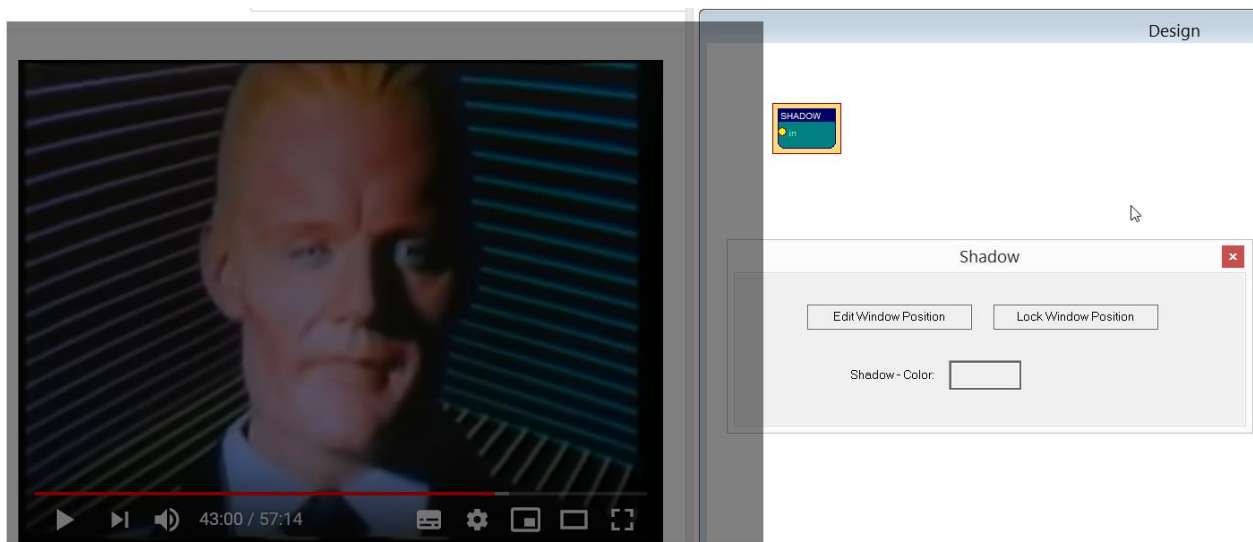 Design
SHADOW
in
Shadow
×
Edit Window Position
Lock Window Position
Shadow - Color:
43:00 / 57:14